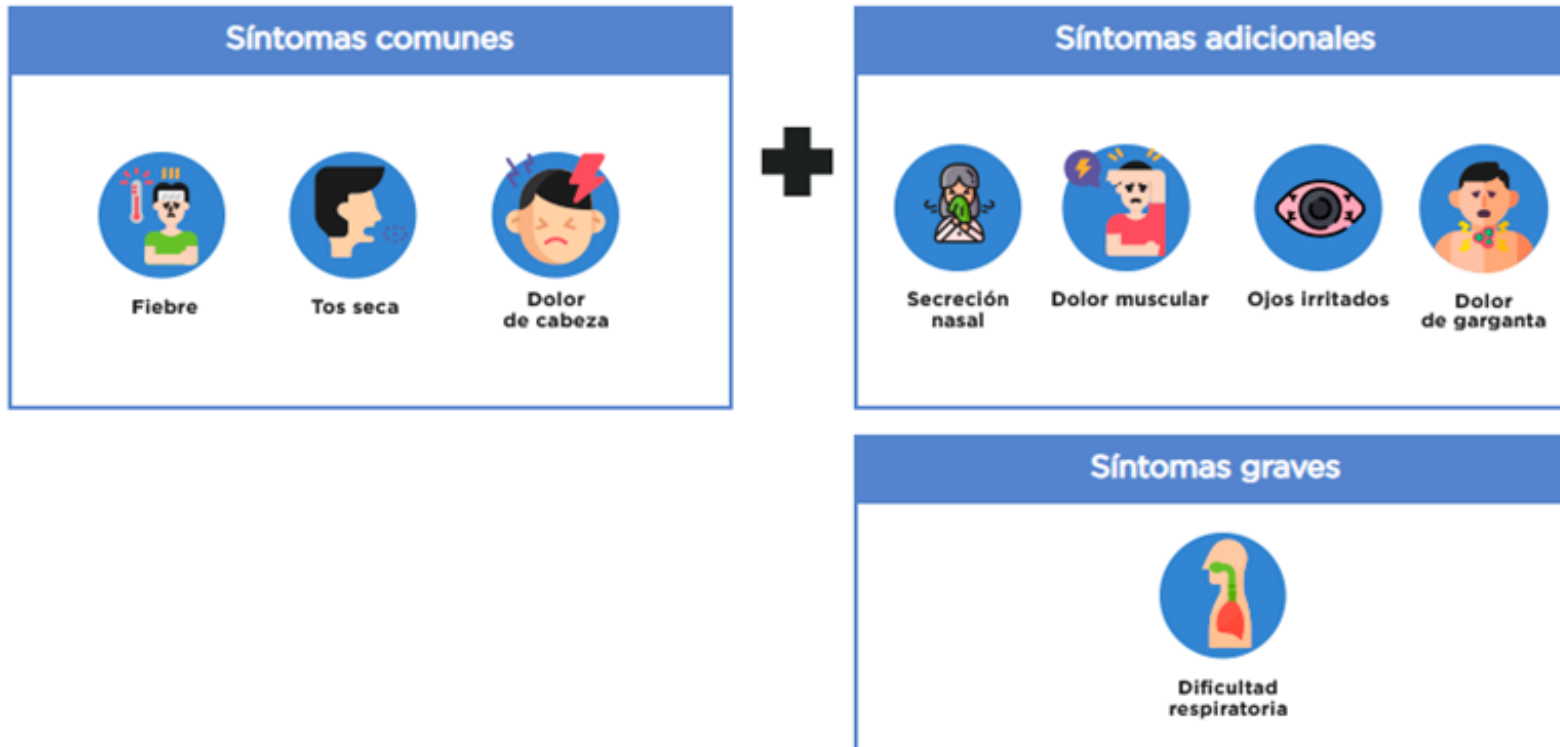 Síntomas comunes
Fiebre
Tos seca
Dolor
de cabeza
Síntomas adicionales
Secreción
nasal
Dolor muscular
Ojos irritados
Dolor
de garganta
Síntomas graves
Dificultad
respiratoria